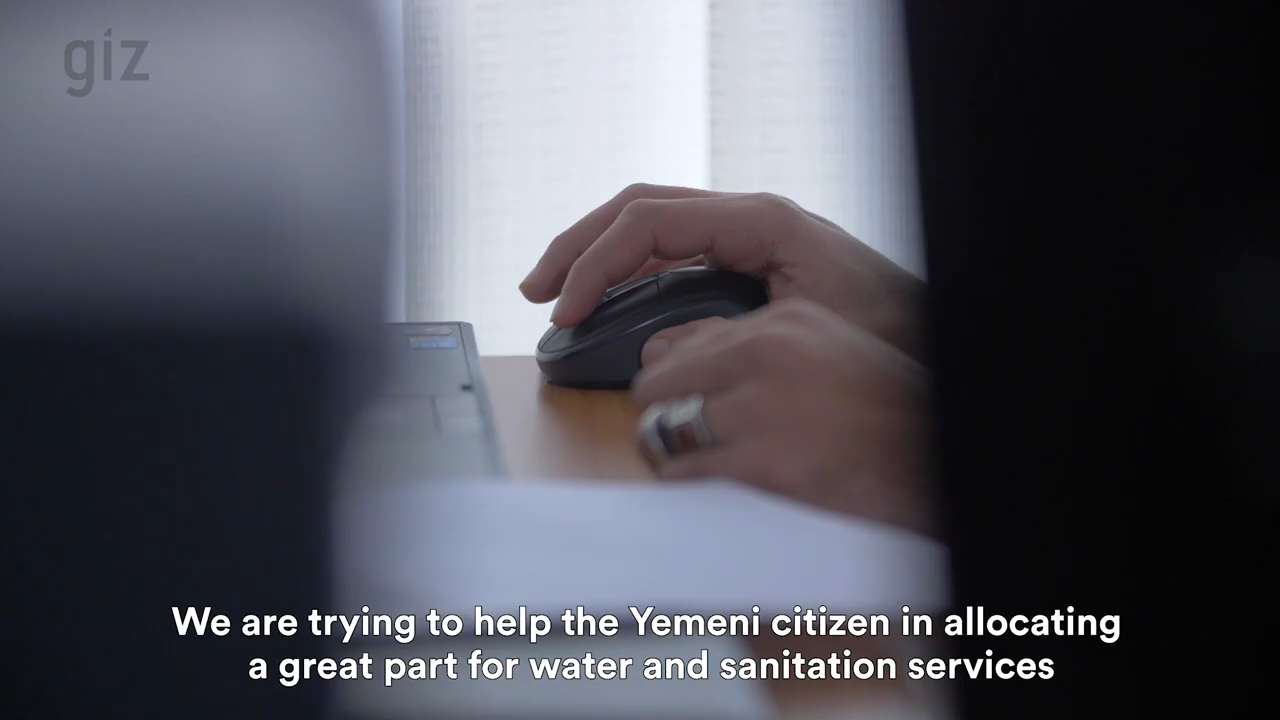 giz
We are trying to help the Yemeni citizen in allocating
a great part for water and sanitation services